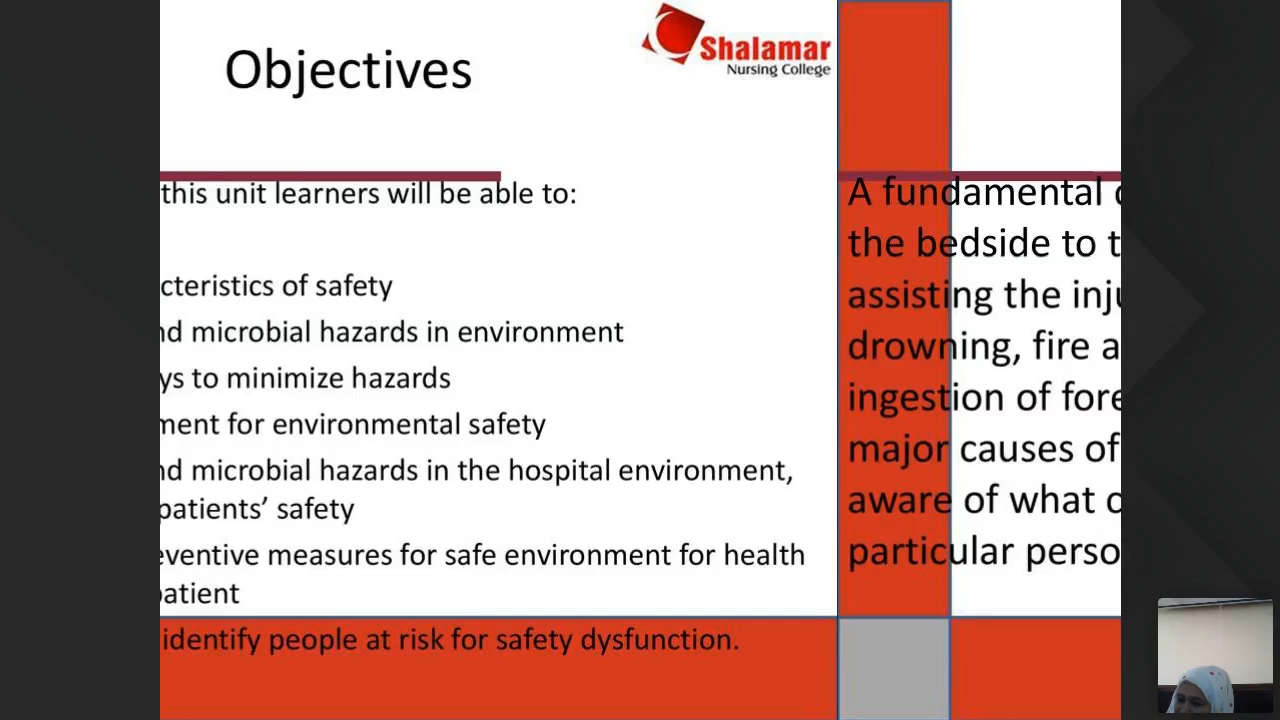 Objectives
Shalamar
Nursing College
this unit learners will be able to:
cteristics of safety
nd microbial hazards in environment
ys to minimize hazards
ment for environmental safety
nd microbial hazards in the hospital environment,
patients’ safety
eventive measures for safe environment for health
patient
identify people at risk for safety dysfunction.
A fundamental
the bedside to t
assisting the inju
drowning, fire a
ingestion of fore
major causes of
aware of what
particular perso